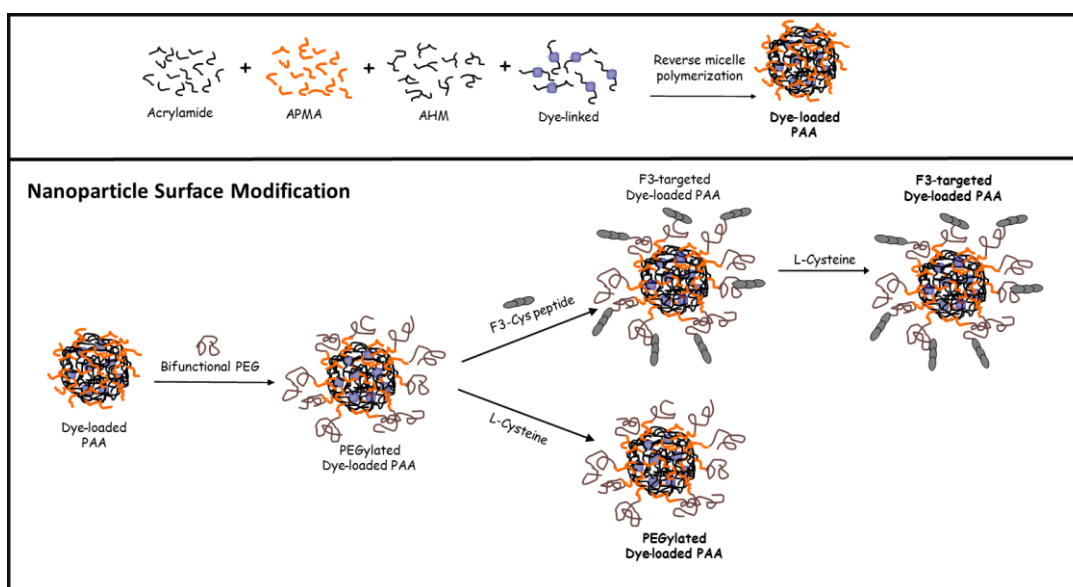 Acrylamide
+
APMA
+
AHM
+
Dye-linked
Reverse micelle
polymerization
Dye-loaded
PAA
Nanoparticle Surface Modification
Dye-loaded
PAA
Bifunctional PEG
PEGylated
Dye-loaded PAA
F3-Cys peptide
F3-targeted
Dye-loaded PAA
L-Cysteine
F3-targeted
Dye-loaded PAA
L-Cysteine
PEGylated
Dye-loaded PAA